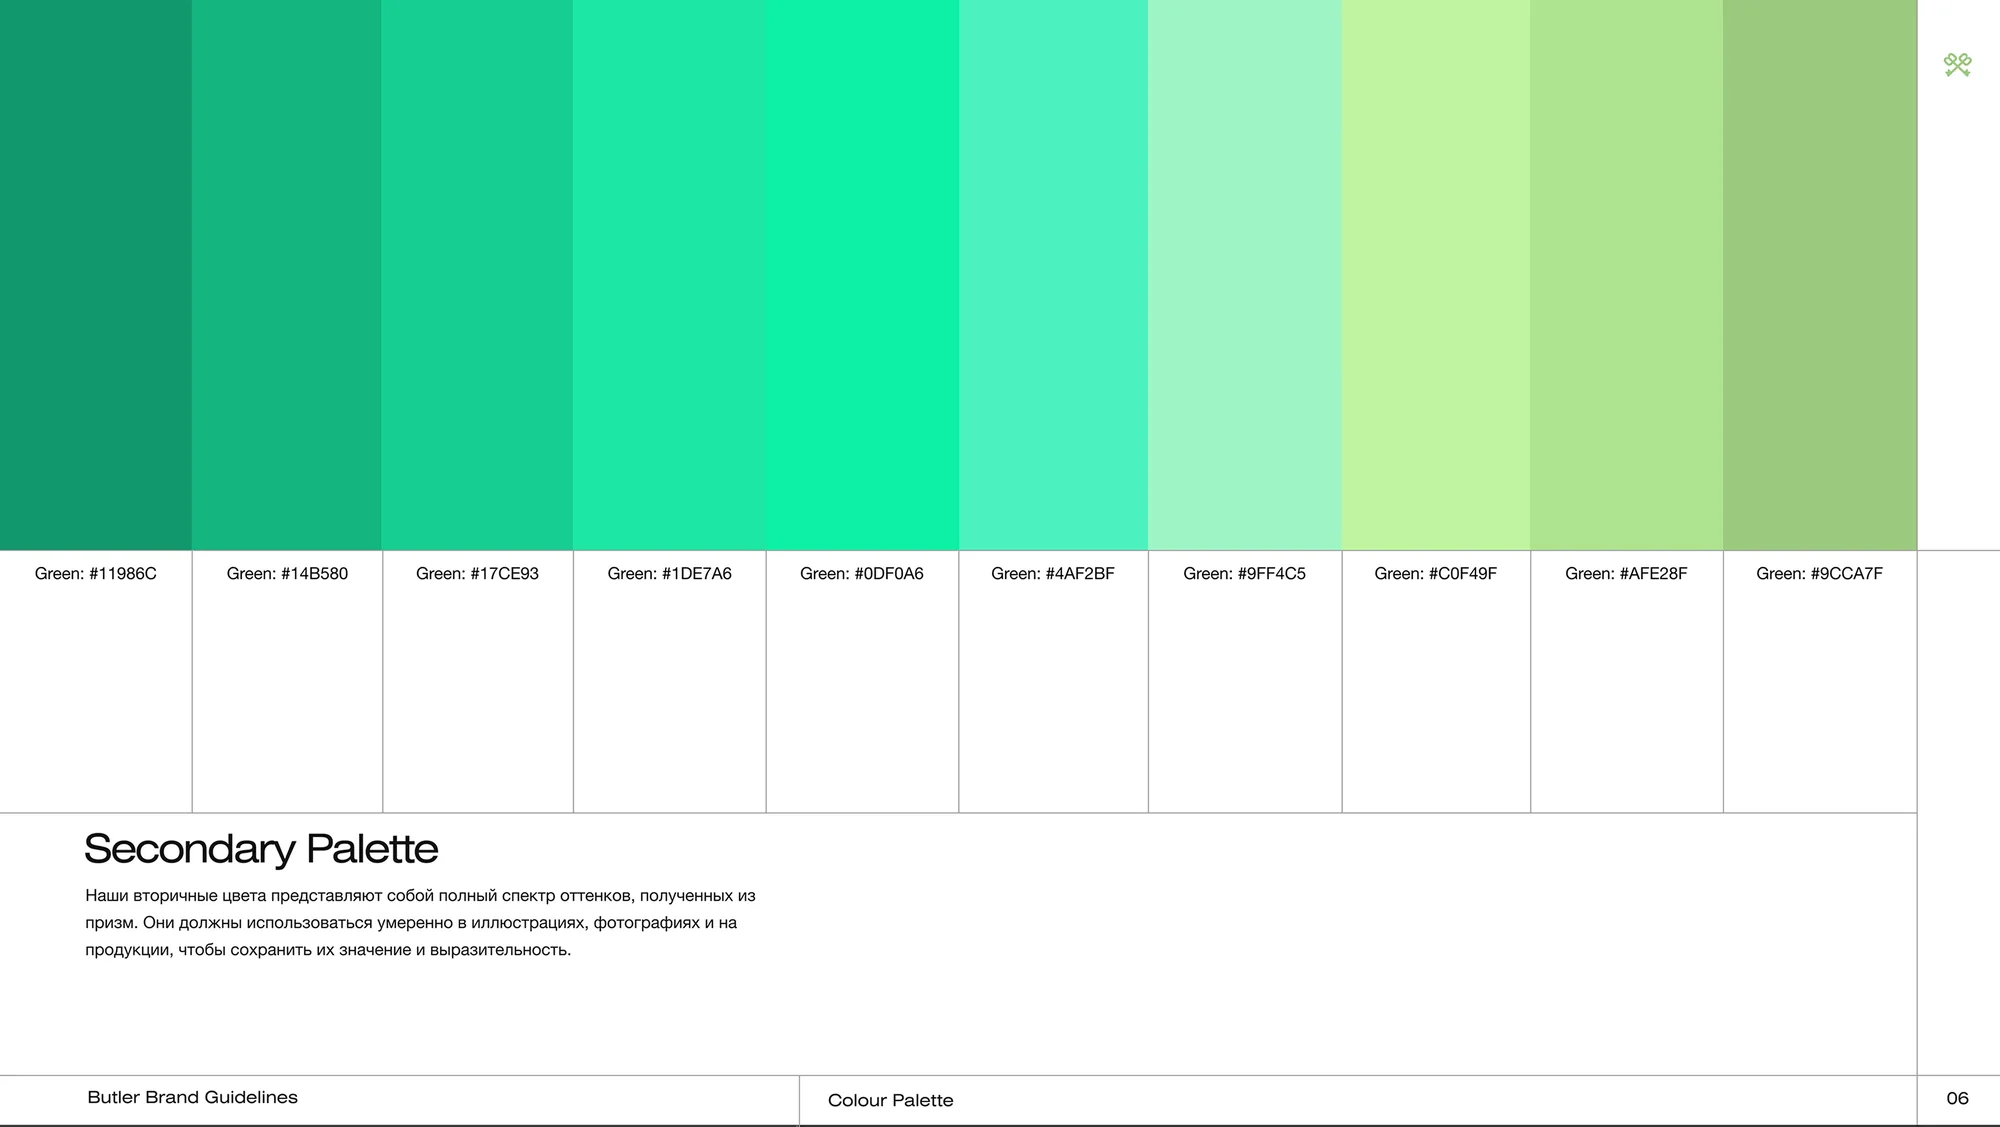 Green: #11986C
Green: #14B580
Green: #17CE93
Green: #1DE7A6
Green: #0DF0A6
Green: #4AF2BF
Green: #9FF4C5
Green: #C0F49F
Green: #AFE28F
Green: #9CCA7F
Secondary Palette
Наши вторичные цвета представляют собой полный спектр оттенков, полученных из
призм. Они должны использоваться умеренно в иллюстрациях, фотографиях и на
продукции, чтобы сохранить их значение и выразительность.
Butler Brand Guidelines
Colour Palette
06